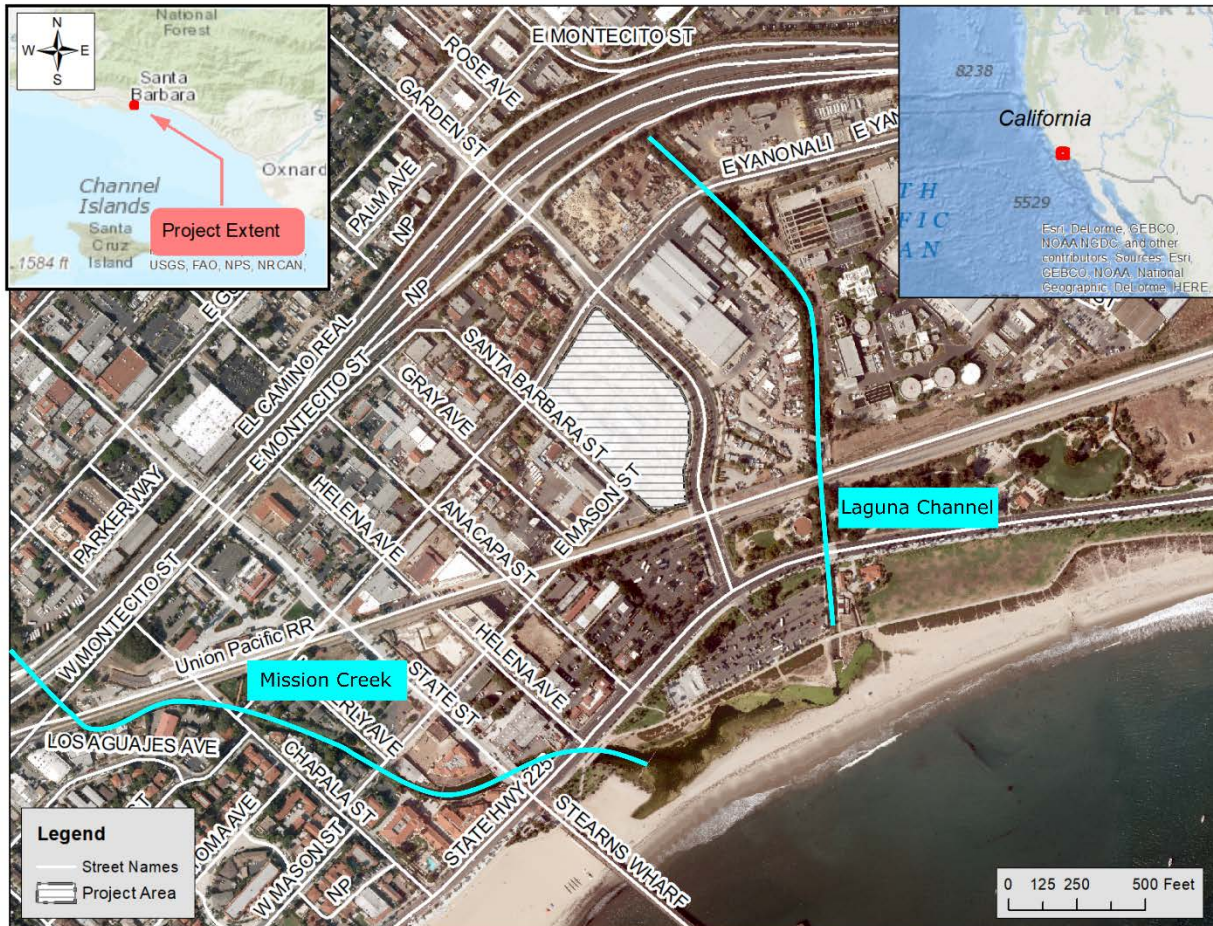 National
Forest
N
W
E
S
Santa
Barbara
Oxnard
Channel
Islands
Santa
Cruz
Island
-1584 ft
Project Extent
USGS, FAO, NPS, NRCAN,
E MONTECITO ST
ROSE AVE
GARDEN ST
PALM AVE
NP
NP
E YANONALI
8238
California
5529
Esri, DeLorme, GEBCO,
NOAA NGDC, and other
contributors, Sources: Esri,
GEBCO, NOAA, National
Geographic, DeLorme, HERE
EL CAMINO REAL
E MONTECITO ST
SANTA BARBARA ST
GRAY AVE
PARKER WAY
HELENA AVE
ANACAPA ST
E MASON ST
Laguna Channel
W MONTECITO ST
Union Pacific RR
Mission Creek
STATE ST
HELENA AVE
LOS AGUAJES AVE
CHAPALA ST
STATE HWY 225
STEARNS WHARF
W MASON ST
NP
Legend
Street Names
Project Area
0 125 250 500 Feet